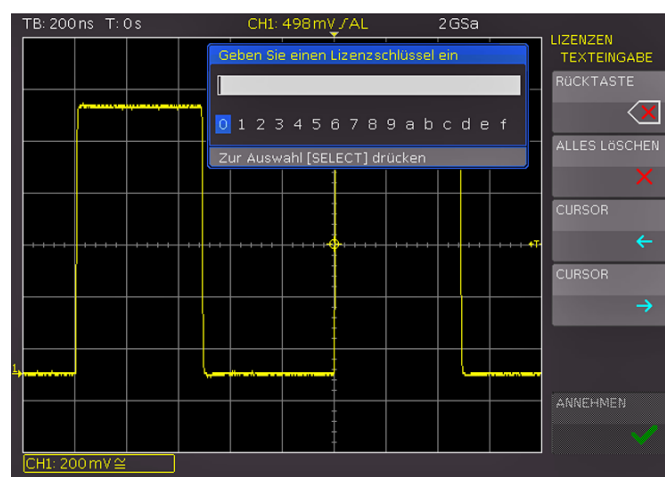 TB: 200 ns T: 0 s CH1: 498 mV / AL 2 GSa
LIZENZEN
TEXTEINGABE
Geben Sie einen Lizenzschlüssel ein
0 1 2 3 4 5 6 7 8 9 a b c d e f
Zur Auswahl [SELECT] drücken
RüCKTASTE
ALLES LöSCHEN
CURSOR
CURSOR
ANNEHMEN
T
1
CH1: 200 mV ≅